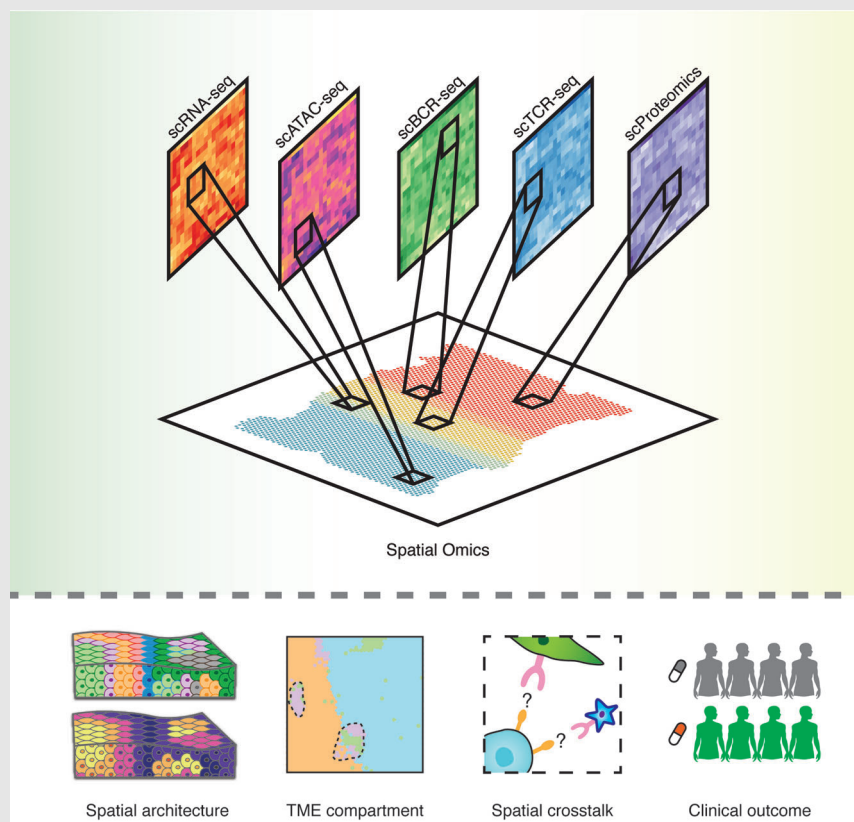 scRNA-seq
scATAC-seq
scBCR-seq
scTCR-seq
scProteomics
Spatial Omics
? ?
Spatial architecture
TME compartment
Spatial crosstalk
Clinical outcome